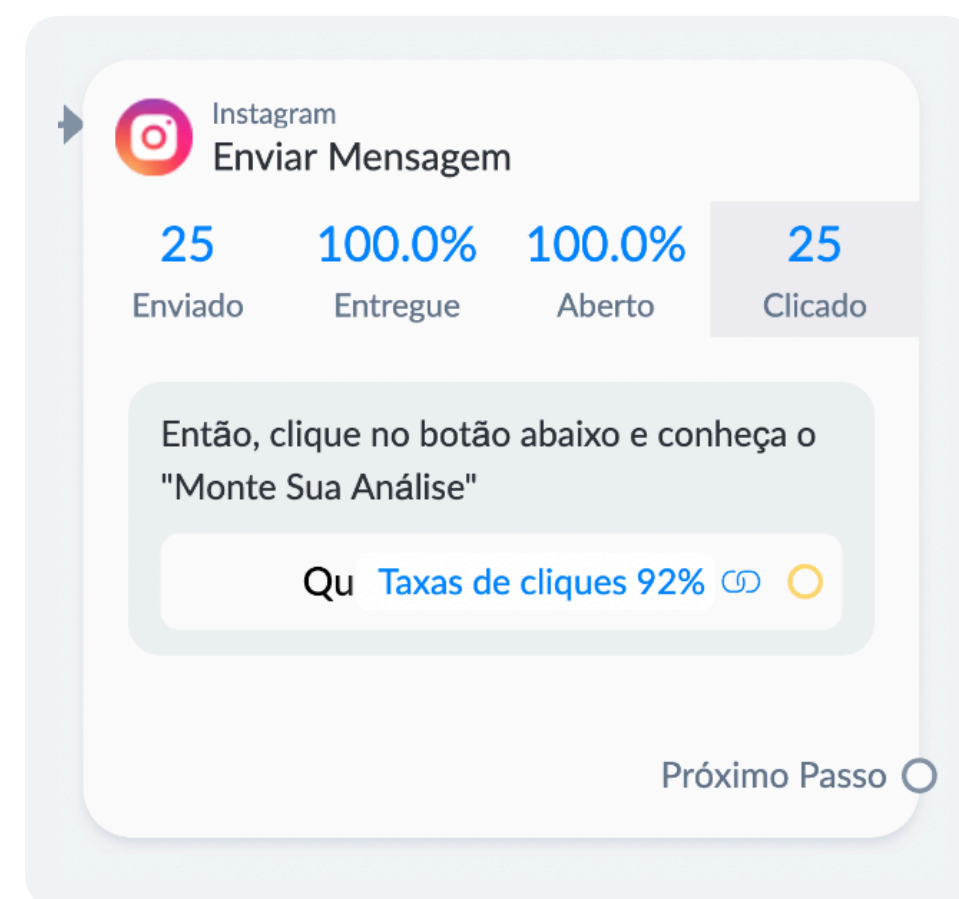 Instagram
Enviar Mensagem
25 100.0% 100.0% 25
Enviado Entregue Aberto Clicado
Então, clique no botão abaixo e conheça o
"Monte Sua Análise"
Qu Taxas de cliques 92%
Próximo Passo